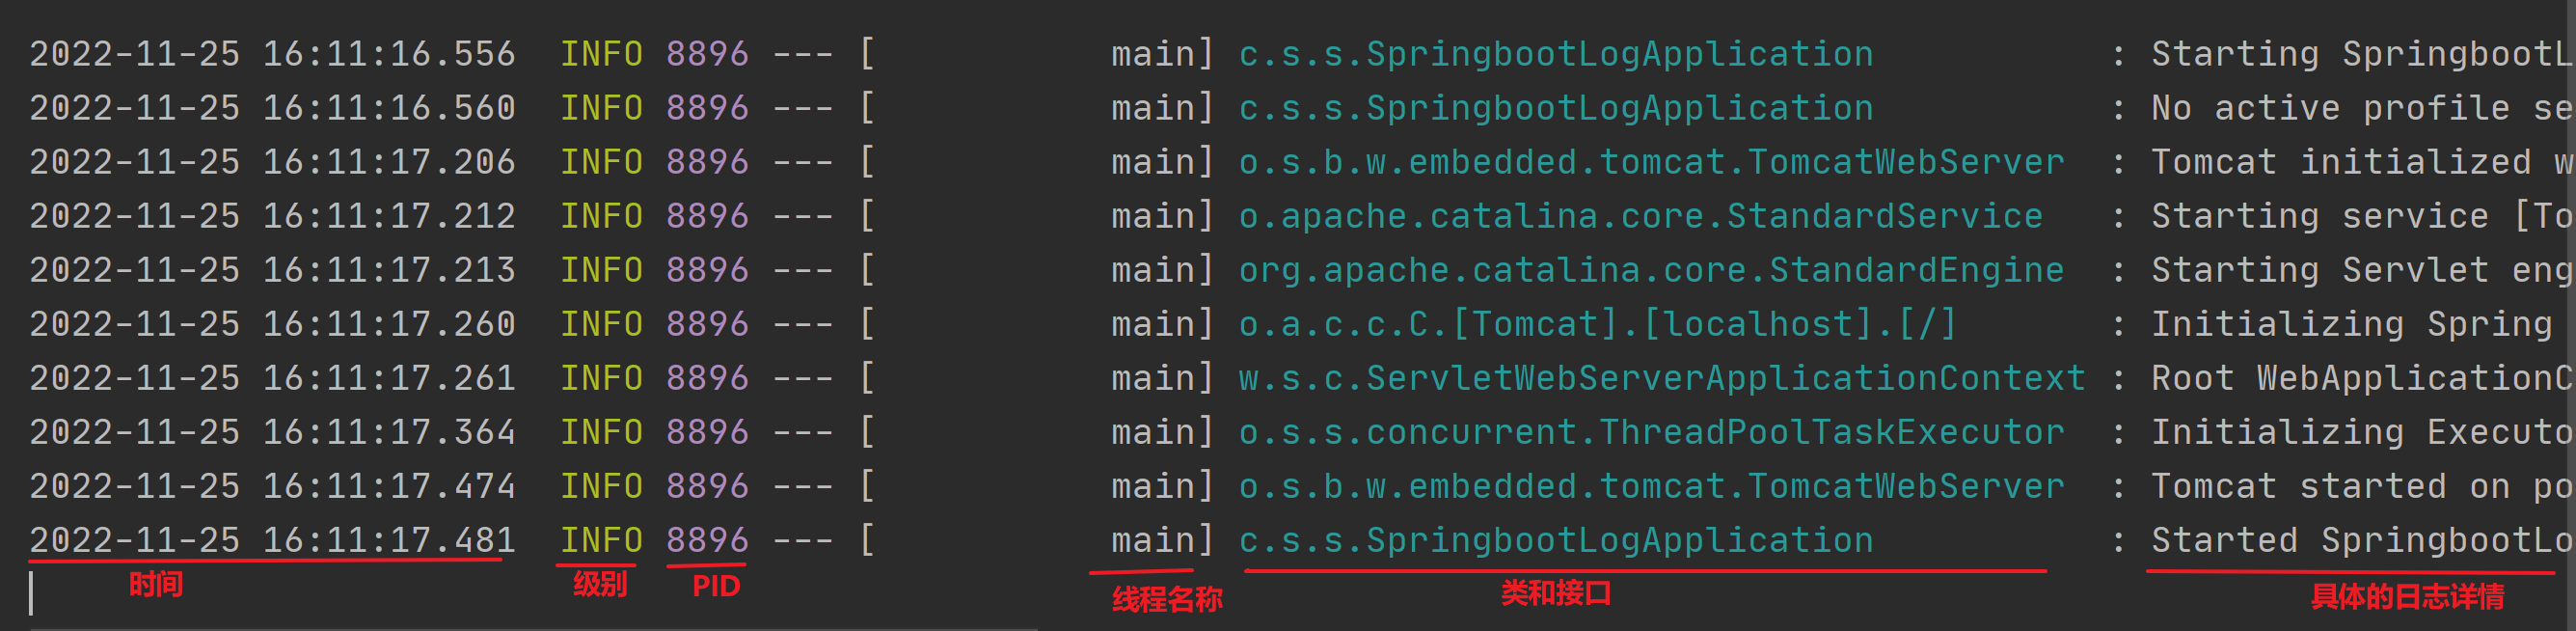 2022-11-25 16:11:16.556  INFO 8896 --- [           main] c.s.s.SpringbootLogApplication           : Starting SpringbootL
2022-11-25 16:11:16.560  INFO 8896 --- [           main] c.s.s.SpringbootLogApplication           : No active profile se
2022-11-25 16:11:17.206  INFO 8896 --- [           main] o.s.b.w.embedded.tomcat.TomcatWebServer  : Tomcat initialized w
2022-11-25 16:11:17.212  INFO 8896 --- [           main] o.apache.catalina.core.StandardService   : Starting service [To
2022-11-25 16:11:17.213  INFO 8896 --- [           main] org.apache.catalina.core.StandardEngine  : Starting Servlet eng
2022-11-25 16:11:17.260  INFO 8896 --- [           main] o.a.c.c.C.[Tomcat].[localhost].[/]       : Initializing Spring
2022-11-25 16:11:17.261  INFO 8896 --- [           main] w.s.c.ServletWebServerApplicationContext : Root WebApplicationC
2022-11-25 16:11:17.364  INFO 8896 --- [           main] o.s.s.concurrent.ThreadPoolTaskExecutor  : Initializing Executo
2022-11-25 16:11:17.474  INFO 8896 --- [           main] o.s.b.w.embedded.tomcat.TomcatWebServer  : Tomcat started on po
2022-11-25 16:11:17.481  INFO 8896 --- [           main] c.s.s.SpringbootLogApplication           : Started SpringbootLo
时间 级别 PID 线程名称 类和接口 具体的日志详情